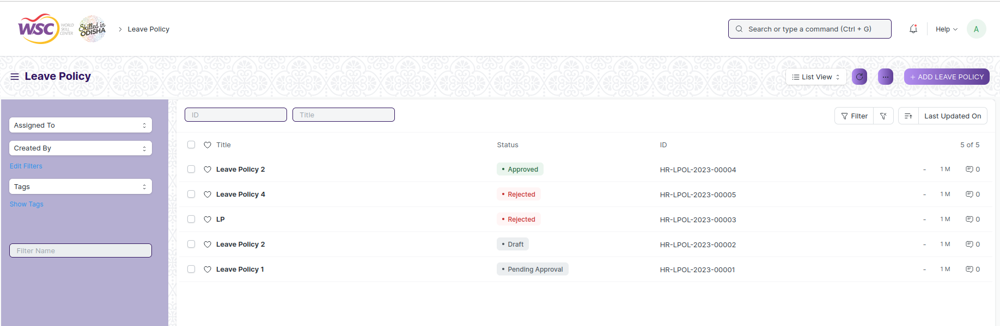 WSC WORLD SKILL CENTER Skilled in ODISHA > Leave Policy Search or type a command (Ctrl + G) Help A
Leave Policy List View ... + ADD LEAVE POLICY
Assigned To
Created By
Edit Filters
Tags
Show Tags
Filter Name
ID Title Filter Last Updated On
Title Status ID 5 of 5
Leave Policy 2 • Approved HR-LPOL-2023-00004 - 1 M 0
Leave Policy 4 • Rejected HR-LPOL-2023-00005 - 1 M 0
LP • Rejected HR-LPOL-2023-00003 - 1 M 0
Leave Policy 2 • Draft HR-LPOL-2023-00002 - 1 M 0
Leave Policy 1 • Pending Approval HR-LPOL-2023-00001 - 1 M 0